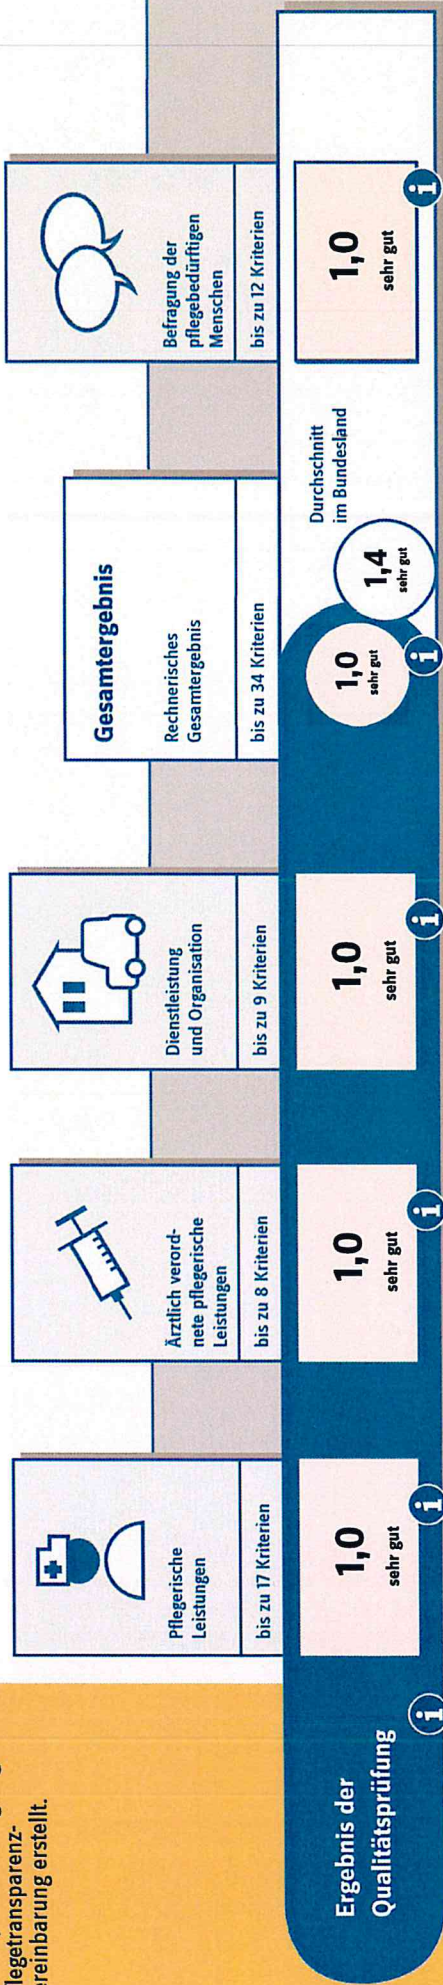 legetransparenz-
ereinbarung erstellt.
Ergebnis der
Qualitätsprüfung
i
Pflegerische
Leistungen
bis zu 17 Kriterien
1,0
sehr gut
i
Ärztlich verord-
nete pflegerische
Leistungen
bis zu 8 Kriterien
1,0
sehr gut
i
Dienstleistung
und Organisation
bis zu 9 Kriterien
1,0
sehr gut
i
Gesamtergebnis
Rechnerisches
Gesamtergebnis
bis zu 34 Kriterien
1,0
sehr gut
i
Durchschnitt
im Bundesland
1,4
sehr gut
Befragung der
pflegebedürftigen
Menschen
bis zu 12 Kriterien
1,0
sehr gut
i